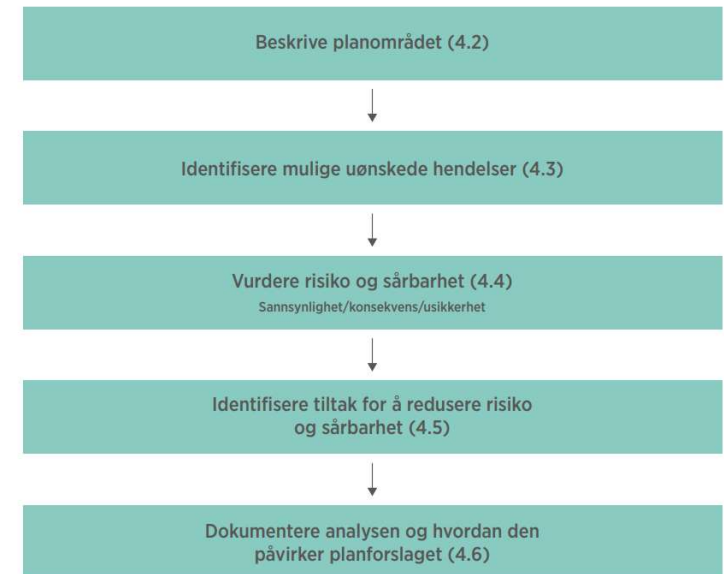 Beskrive planområdet (4.2)
Identifisere mulige uønskede hendelser (4.3)
Vurdere risiko og sårbarhet (4.4)
Sannsynlighet/konsekvens/usikkerhet
Identifisere tiltak for å redusere risiko
og sårbarhet (4.5)
Dokumentere analysen og hvordan den
påvirker planforslaget (4.6)